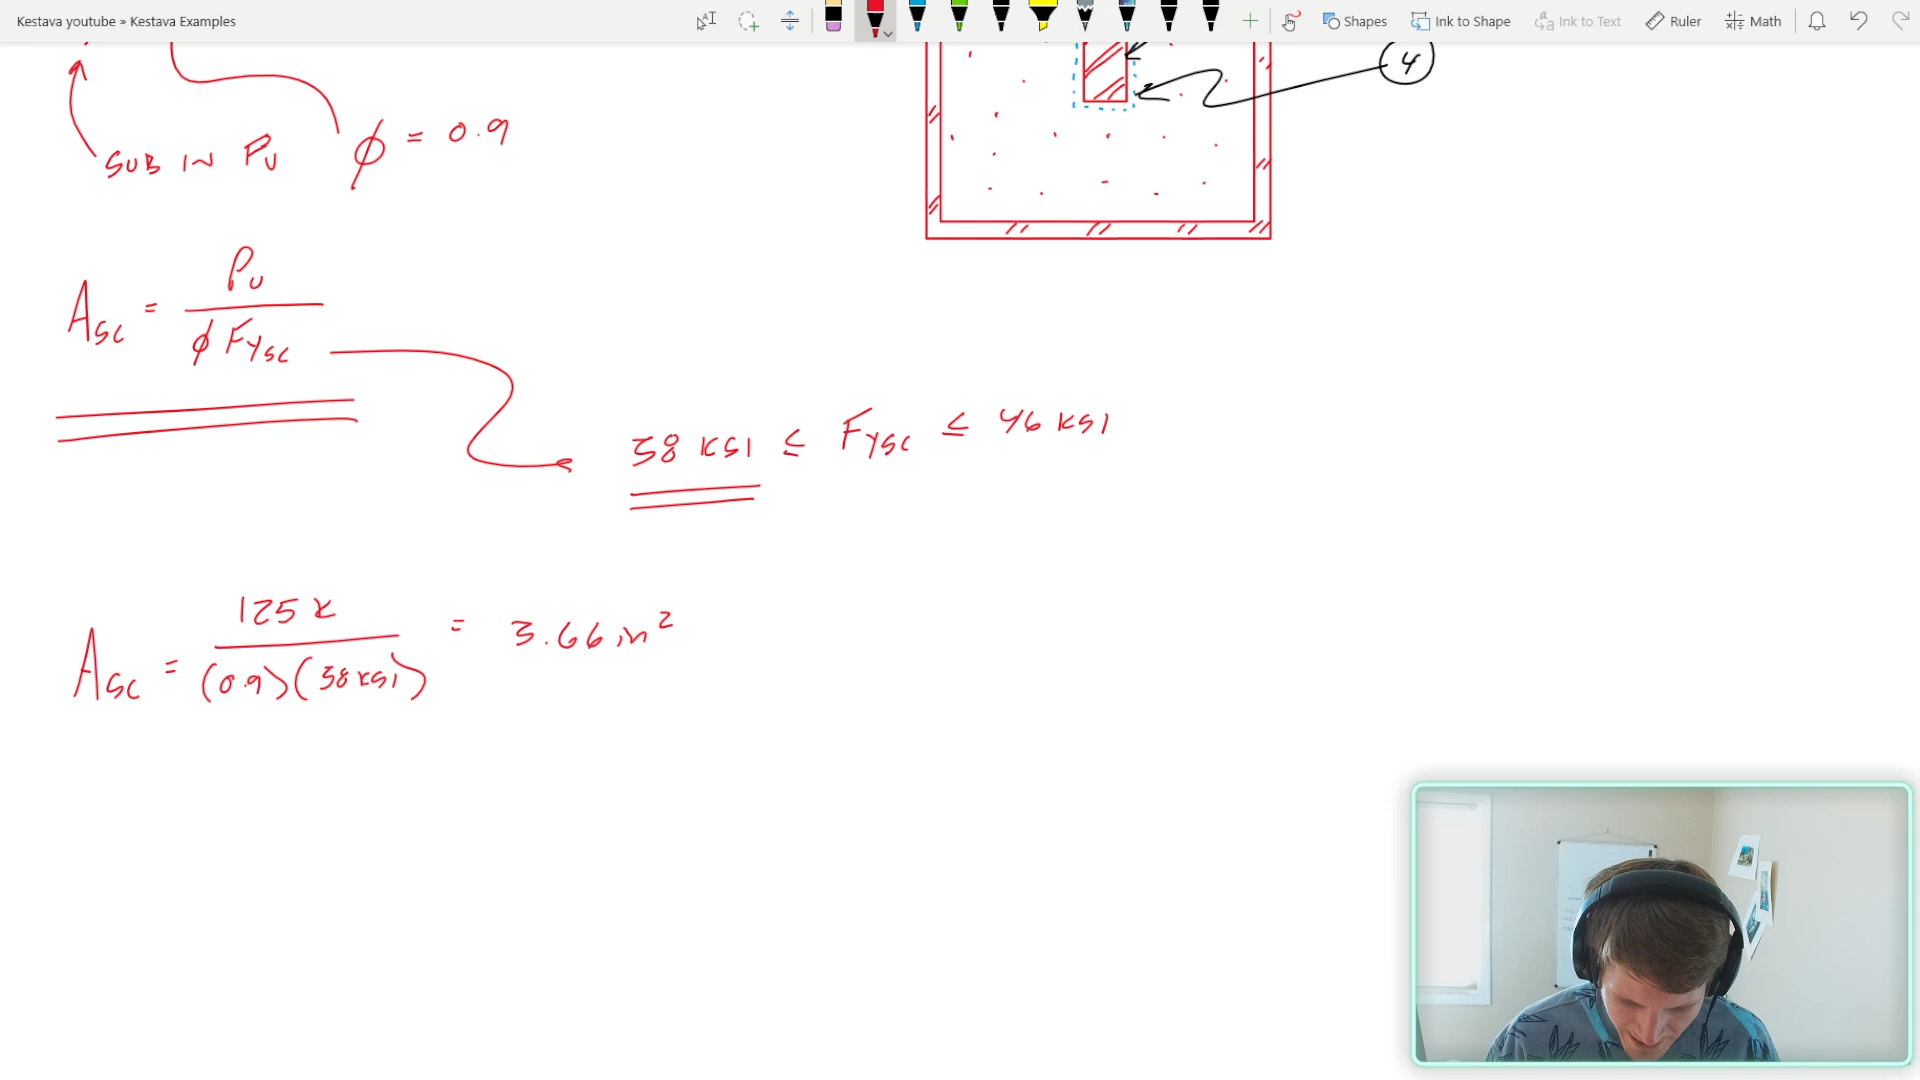 Kestava youtube » Kestava Examples
Shapes
Ink to Shape
Ink to Text
Ruler
Math
4
SUB IN Pu
ϕ = 0.9
Asc = Pu / ϕ Fysc
38 KSI ≤ Fysc ≤ 46 KSI
Asc = 125 K / (0.9)(38 KSI) = 3.66 in²